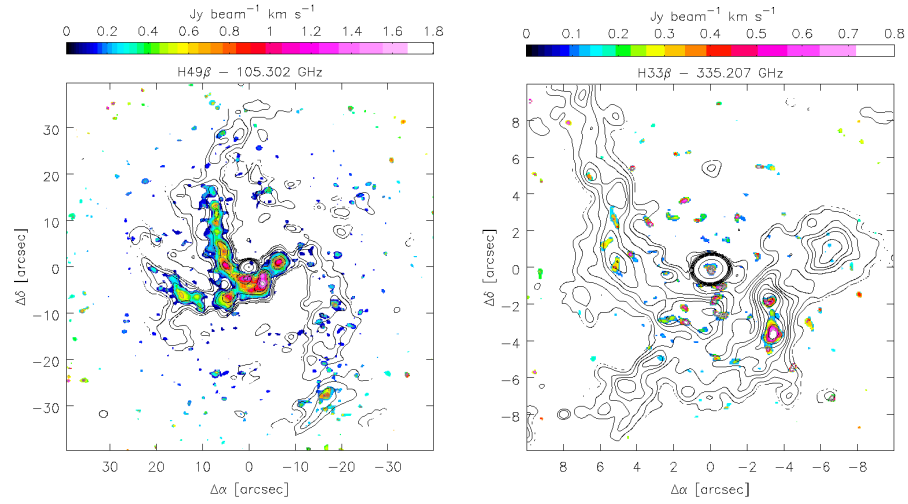 Jy beam⁻¹ km s⁻¹
0 0.2 0.4 0.6 0.8 1 1.2 1.4 1.6 1.8
H49β − 105.302 GHz
30
20
10
0
−10
−20
−30
Δδ [arcsec]
30 20 10 0 −10 −20 −30
Δα [arcsec]
Jy beam⁻¹ km s⁻¹
0 0.1 0.2 0.3 0.4 0.5 0.6 0.7 0.8
H33β − 335.207 GHz
8
6
4
2
0
−2
−4
−6
−8
Δδ [arcsec]
8 6 4 2 0 −2 −4 −6 −8
Δα [arcsec]